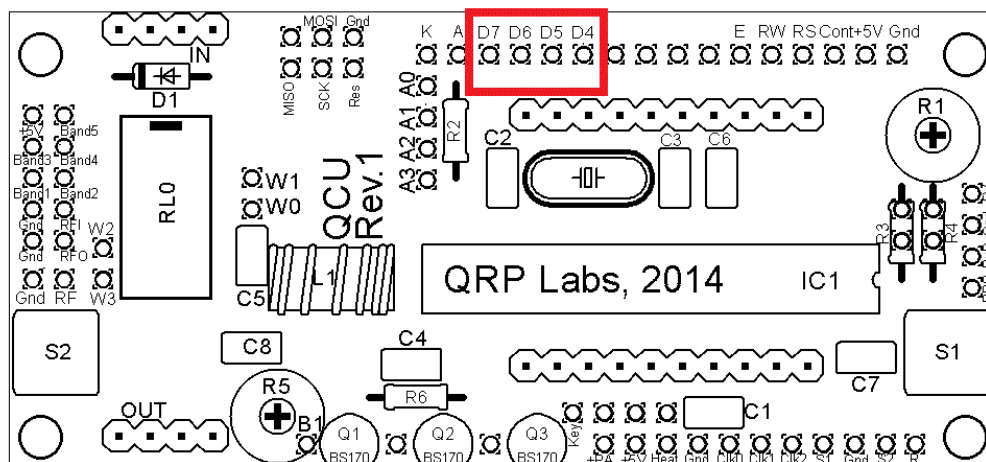 MOSI Gnd
IN
K A D7 D6 D5 D4 E RW RS Cont +5V Gnd
MISO SCK Res
D1
A0
A1
A2
A3
R2
C2
C3
C6
R1
+5V Band5
Band3 Band4
Band1 Band2
Gnd RFI
Gnd RFO
W2
Gnd RF W3
RL0
W1
W0
QCU
Rev.1
R3
R4
C5
L1
QRP Labs, 2014 IC1
S2
C8
C4
S1
C7
R5
R6
OUT
B1
Q1
BS170
Q2
BS170
Q3
BS170
Key
C1
+PA +5V Heat Gnd Clk0 Clk1 Clk2 S1 Gnd S2 R